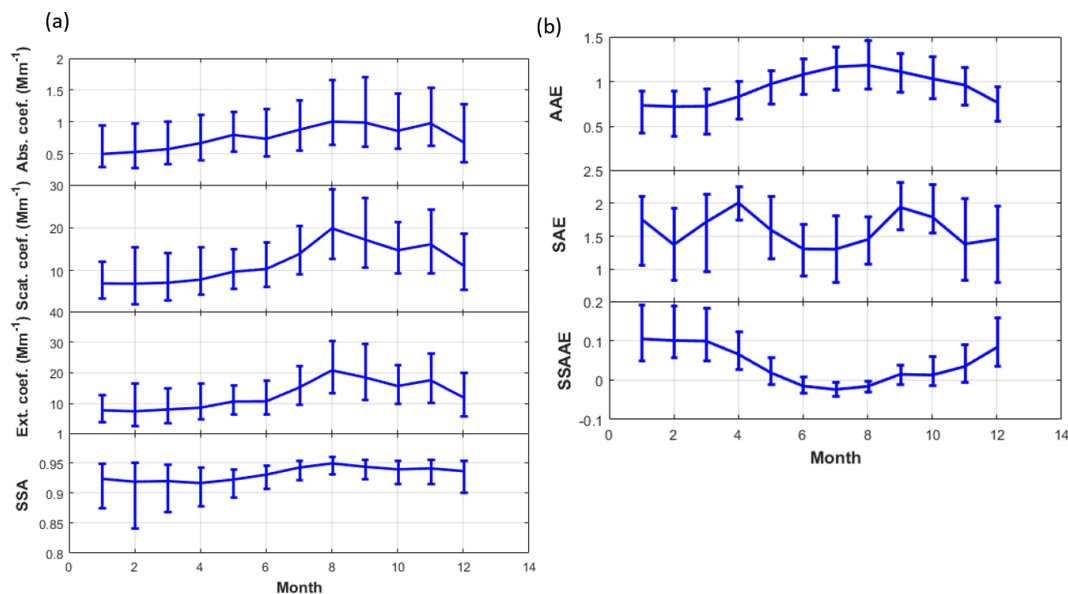 (a)
Abs. coef. (Mm-1)
2
1.5
1
0.5
Scat. coef. (Mm-1)
30
20
10
Ext. coef. (Mm-1)
40
30
20
10
SSA
1
0.95
0.9
0.85
0.8
0 2 4 6 8 10 12 14
Month
(b)
AAE
1.5
1
0.5
SAE
2.5
2
1.5
1
SSAAE
0.2
0.1
0
-0.1
0 2 4 6 8 10 12 14
Month